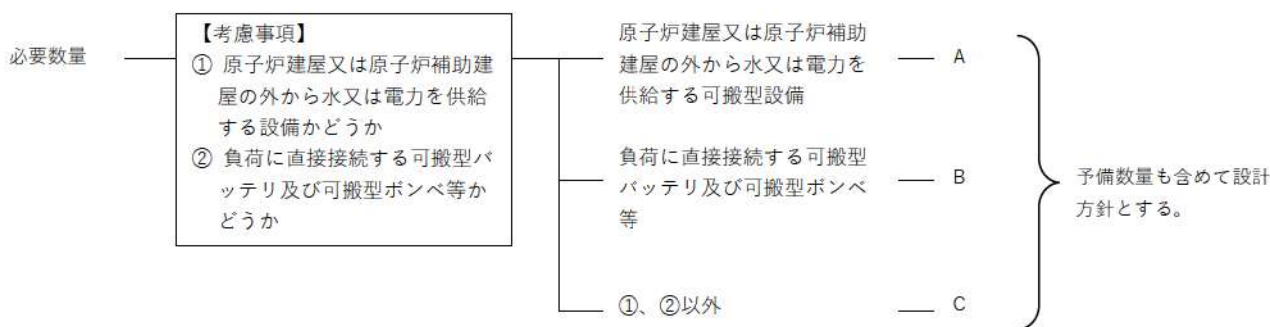 必要数量
【考慮事項】
① 原子炉建屋又は原子炉補助建
屋の外から水又は電力を供給
する設備かどうか
② 負荷に直接接続する可搬型バ
ッテリ及び可搬型ボンベ等か
どうか
原子炉建屋又は原子炉補助
建屋の外から水又は電力を
供給する可搬型設備
A
負荷に直接接続する可搬型
バッテリ及び可搬型ボンベ
等
B
①、②以外
C
予備数量も含めて設計
方針とする。